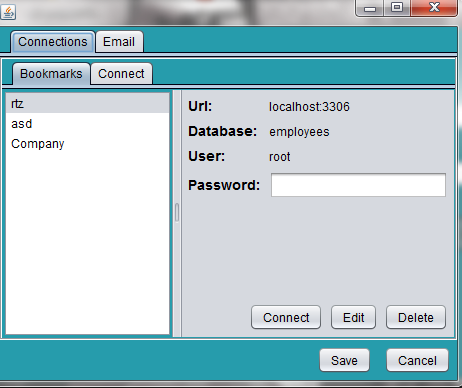 Connections Email
Bookmarks Connect
rtz
asd
Company
Url: localhost:3306
Database: employees
User: root
Password:
Connect Edit Delete
Save Cancel